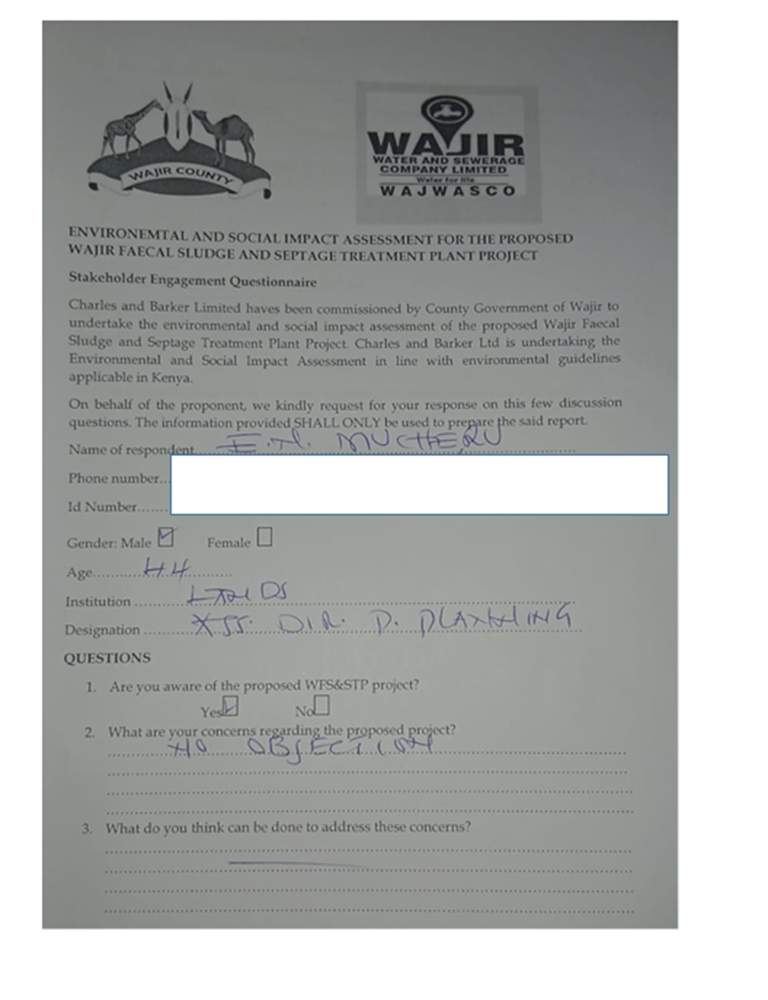 WAJIR COUNTY
WAJIR
WATER AND SEWERAGE
COMPANY LIMITED
Water for life
WAJWASCO
ENVIRONEMTAL AND SOCIAL IMPACT ASSESSMENT FOR THE PROPOSED
WAJIR FAECAL SLUDGE AND SEPTAGE TREATMENT PLANT PROJECT
Stakeholder Engagement Questionnaire
Charles and Barker Limited haves been commissioned by County Government of Wajir to
undertake the environmental and social impact assessment of the proposed Wajir Faecal
Sludge and Septage Treatment Plant Project. Charles and Barker Ltd is undertaking the
Environmental and Social Impact Assessment in line with environmental guidelines
applicable in Kenya.
On behalf of the proponent, we kindly request for your response on this few discussion
questions. The information provided SHALL ONLY be used to prepare the said report.
Name of respondent E.N. MUCHERU
Phone number
Id Number
Gender: Male Female
Age 44
Institution LANDS
Designation ASS. DIR. P. PLANNING
QUESTIONS
1. Are you aware of the proposed WFS&STP project?
Yes No
2. What are your concerns regarding the proposed project?
NO OBJECTION
3. What do you think can be done to address these concerns?